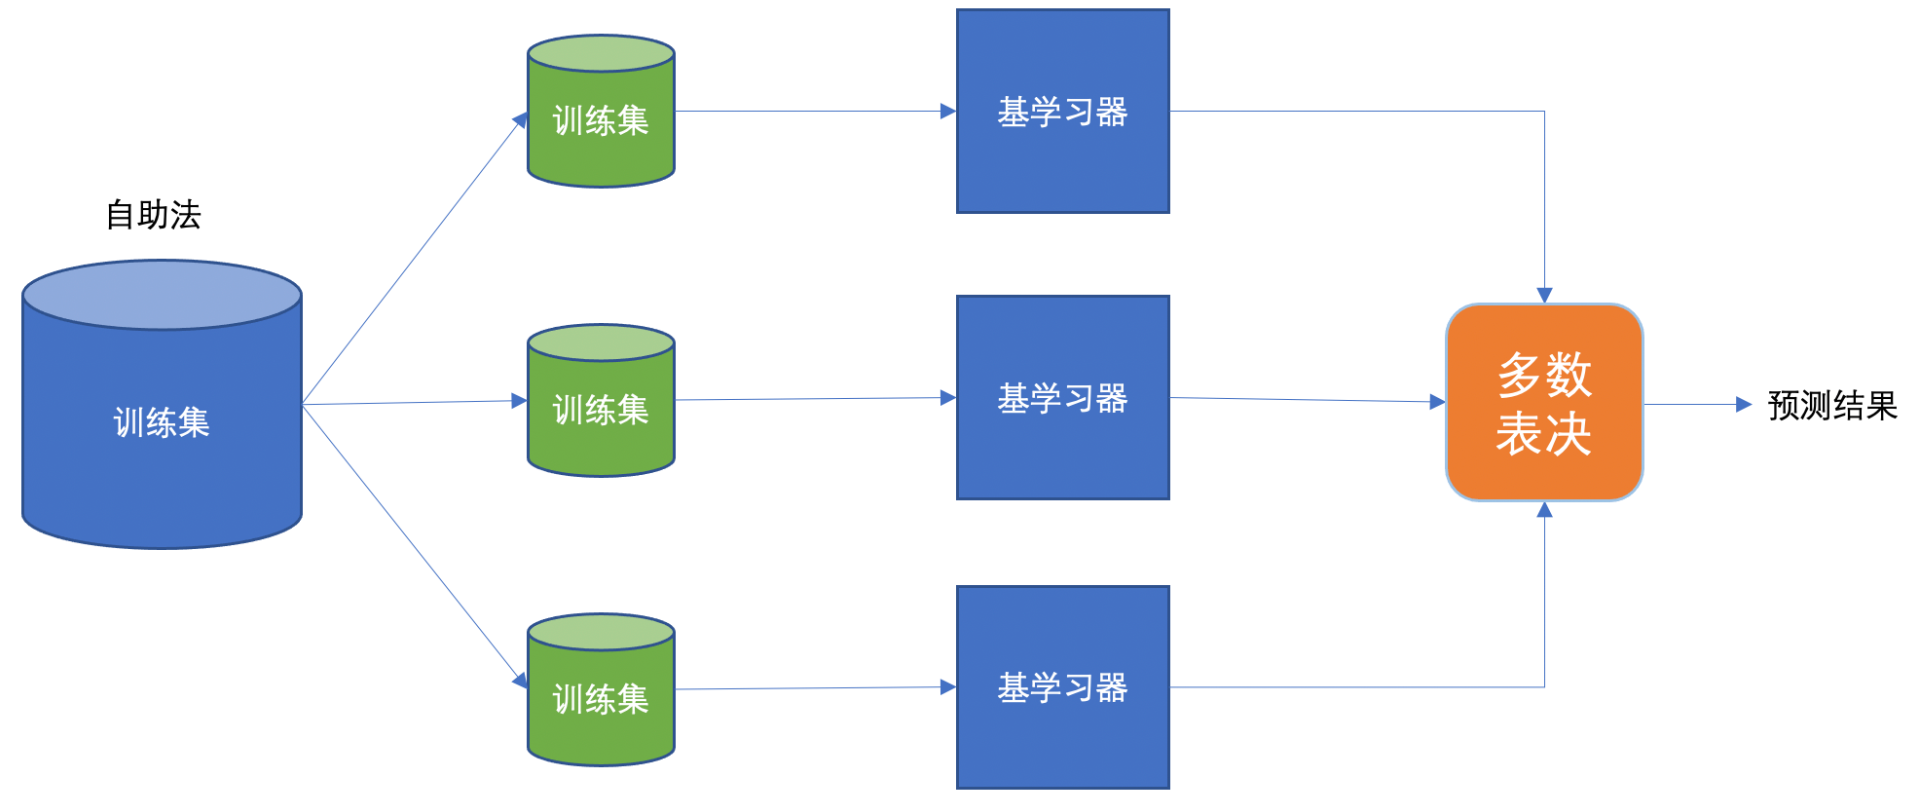 自助法
训练集
训练集
训练集
训练集
基学习器
基学习器
基学习器
多数
表决
预测结果